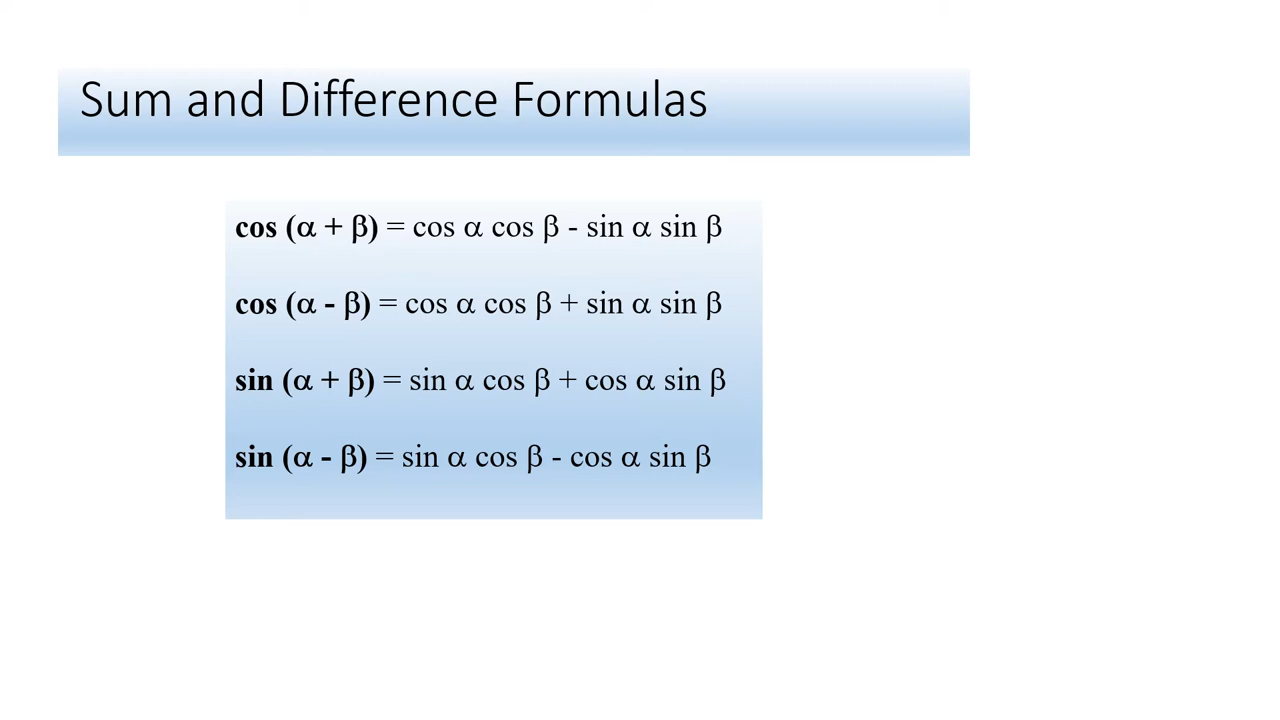 Sum and Difference Formulas
cos (α + β) = cos α cos β - sin α sin β
cos (α - β) = cos α cos β + sin α sin β
sin (α + β) = sin α cos β + cos α sin β
sin (α - β) = sin α cos β - cos α sin β